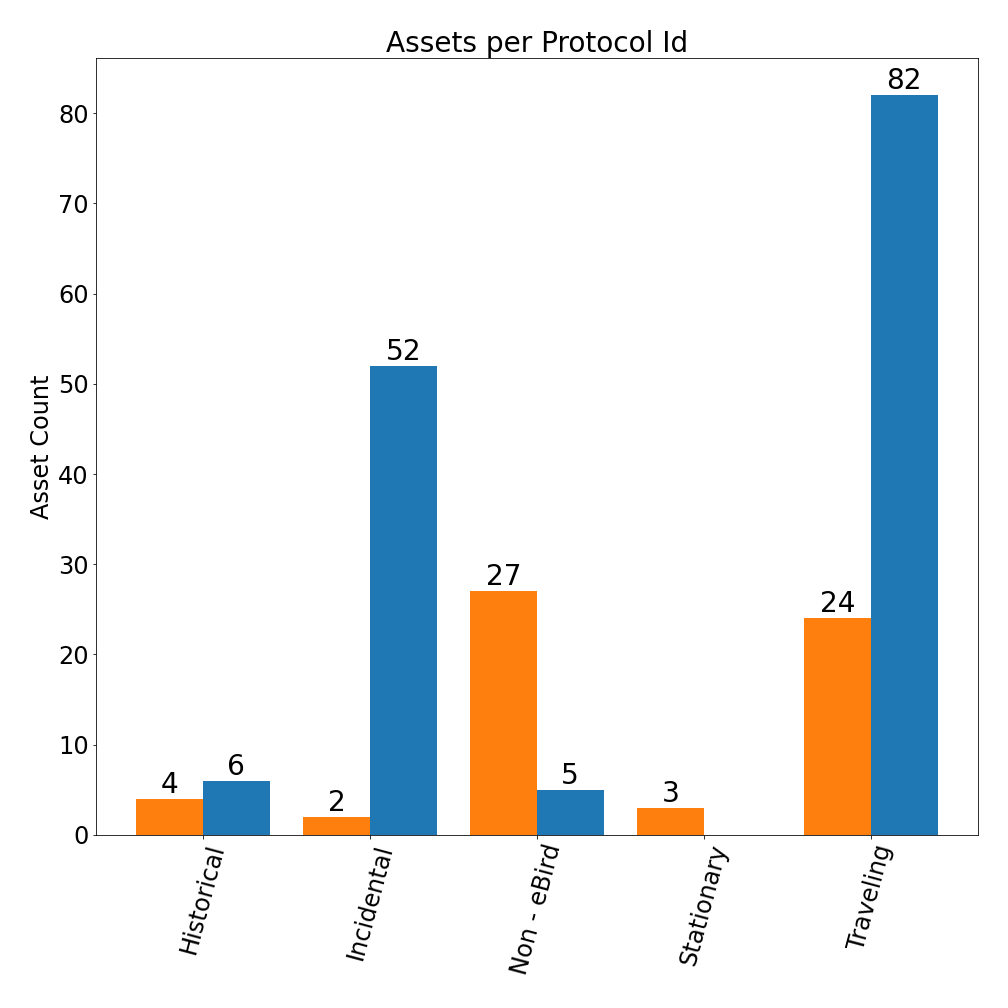 Assets per Protocol Id
Asset Count
80
70
60
50
40
30
20
10
0
4
6
2
52
27
5
3
24
82
Historical
Incidental
Non - eBird
Stationary
Traveling